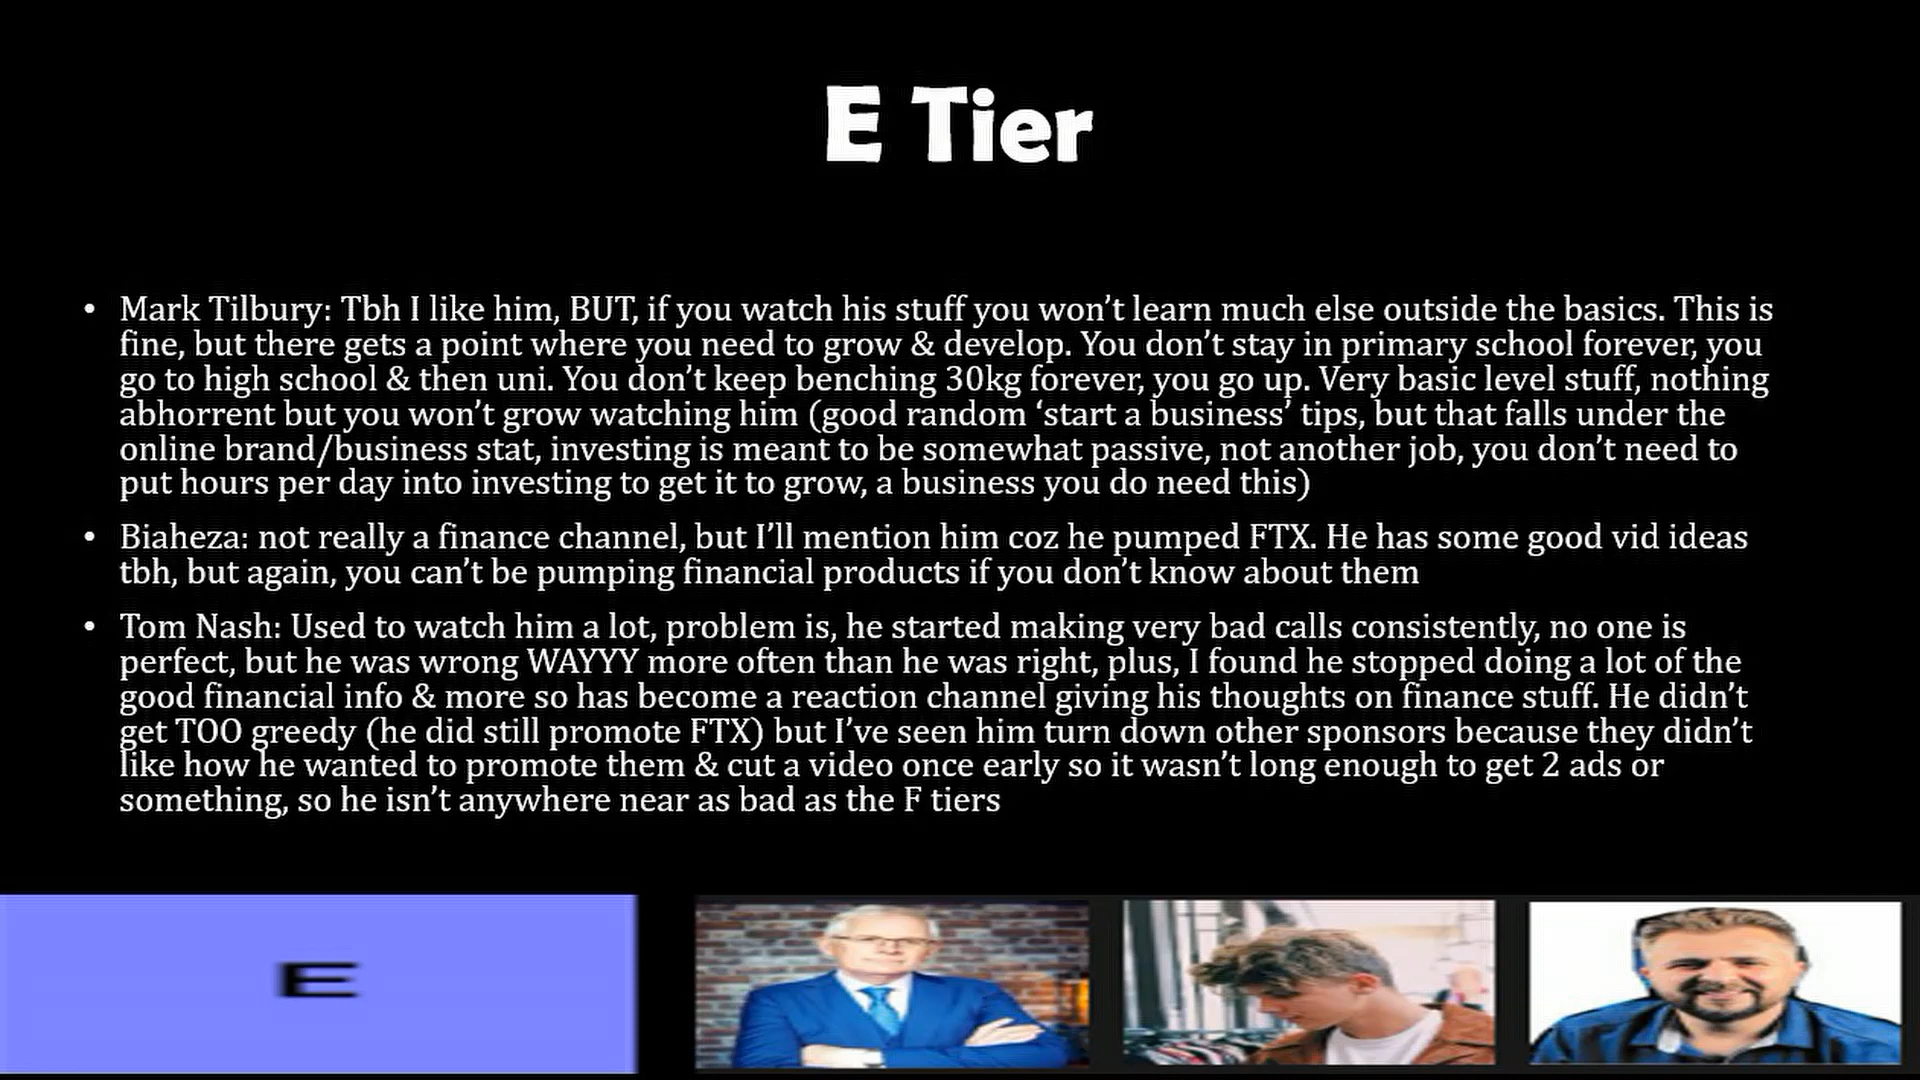 E Tier
• Mark Tilbury: Tbh I like him, BUT, if you watch his stuff you won’t learn much else outside the basics. This is
fine, but there gets a point where you need to grow & develop. You don’t stay in primary school forever, you
go to high school & then uni. You don’t keep benching 30kg forever, you go up. Very basic level stuff, nothing
abhorrent but you won’t grow watching him (good random ‘start a business’ tips, but that falls under the
online brand/business stat, investing is meant to be somewhat passive, not another job, you don’t need to
put hours per day into investing to get it to grow, a business you do need this)
• Biaheza: not really a finance channel, but I’ll mention him coz he pumped FTX. He has some good vid ideas
tbh, but again, you can’t be pumping financial products if you don’t know about them
• Tom Nash: Used to watch him a lot, problem is, he started making very bad calls consistently, no one is
perfect, but he was wrong WAYYY more often than he was right, plus, I found he stopped doing a lot of the
good financial info & more so has become a reaction channel giving his thoughts on finance stuff. He didn’t
get TOO greedy (he did still promote FTX) but I’ve seen him turn down other sponsors because they didn’t
like how he wanted to promote them & cut a video once early so it wasn’t long enough to get 2 ads or
something, so he isn’t anywhere near as bad as the F tiers
E